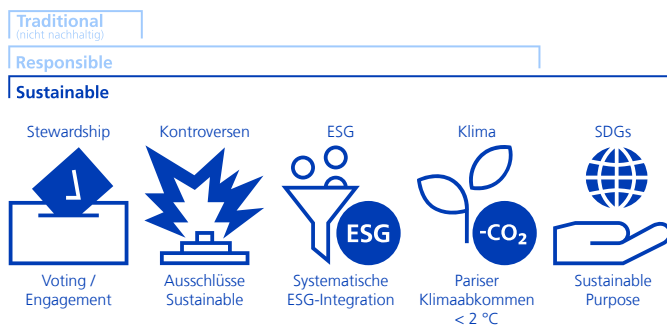 Traditional
(nicht nachhaltig)
Responsible
Sustainable
Stewardship
Kontroversen
ESG
Klima
SDGs
ESG
-CO₂
Voting /
Engagement
Ausschlüsse
Sustainable
Systematische
ESG-Integration
Pariser
Klimaabkommen
< 2 °C
Sustainable
Purpose